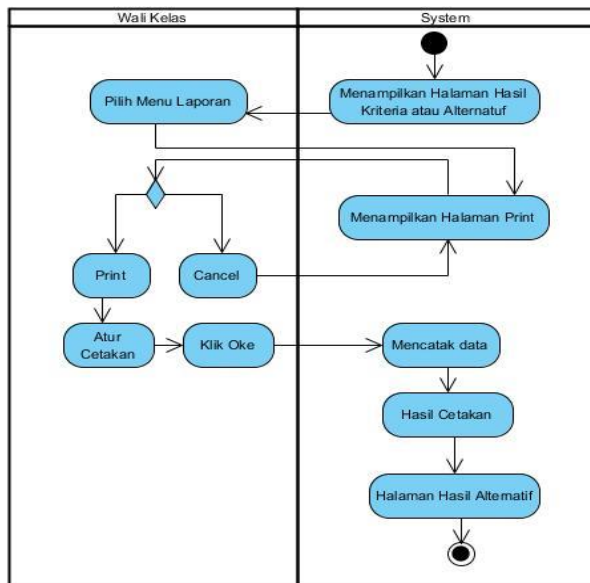 Wali Kelas
System
Menampilkan Halaman Hasil
Kriteria atau Alternatuf
Pilih Menu Laporan
Menampilkan Halaman Print
Print
Cancel
Atur
Cetakan
Klik Oke
Mencatak data
Hasil Cetakan
Halaman Hasil Alternatif